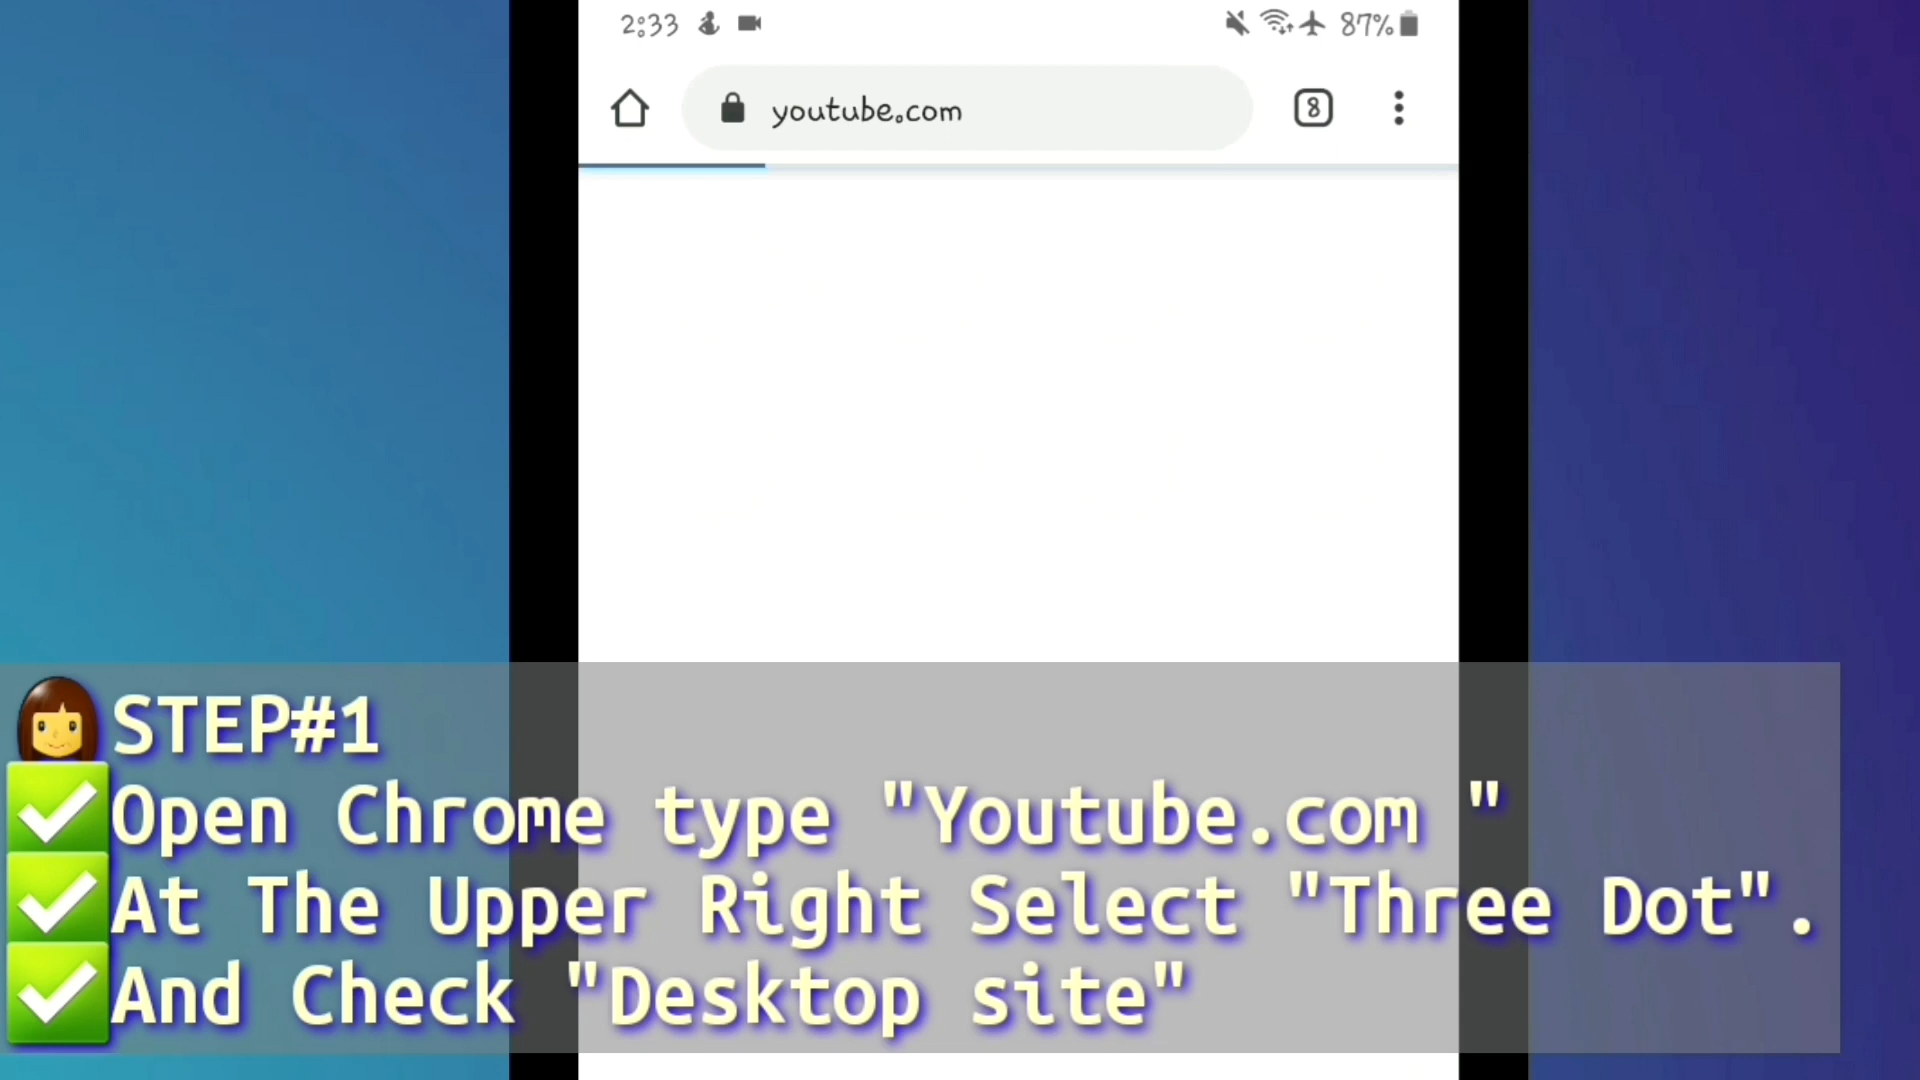 2:33 87%
youtube.com 8
STEP#1
Open Chrome type "Youtube.com "
At The Upper Right Select "Three Dot".
And Check "Desktop site"